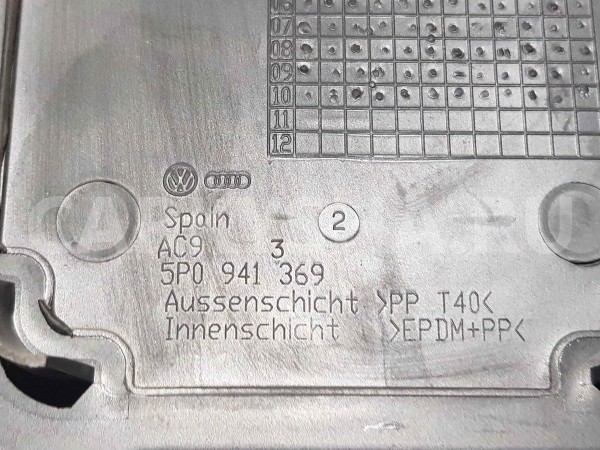 06
07
08
09
10
11
12
Spain
2
AC9 3
5P0 941 369
Aussenschicht >PP T40<
Innenschicht >EPDM+PP<